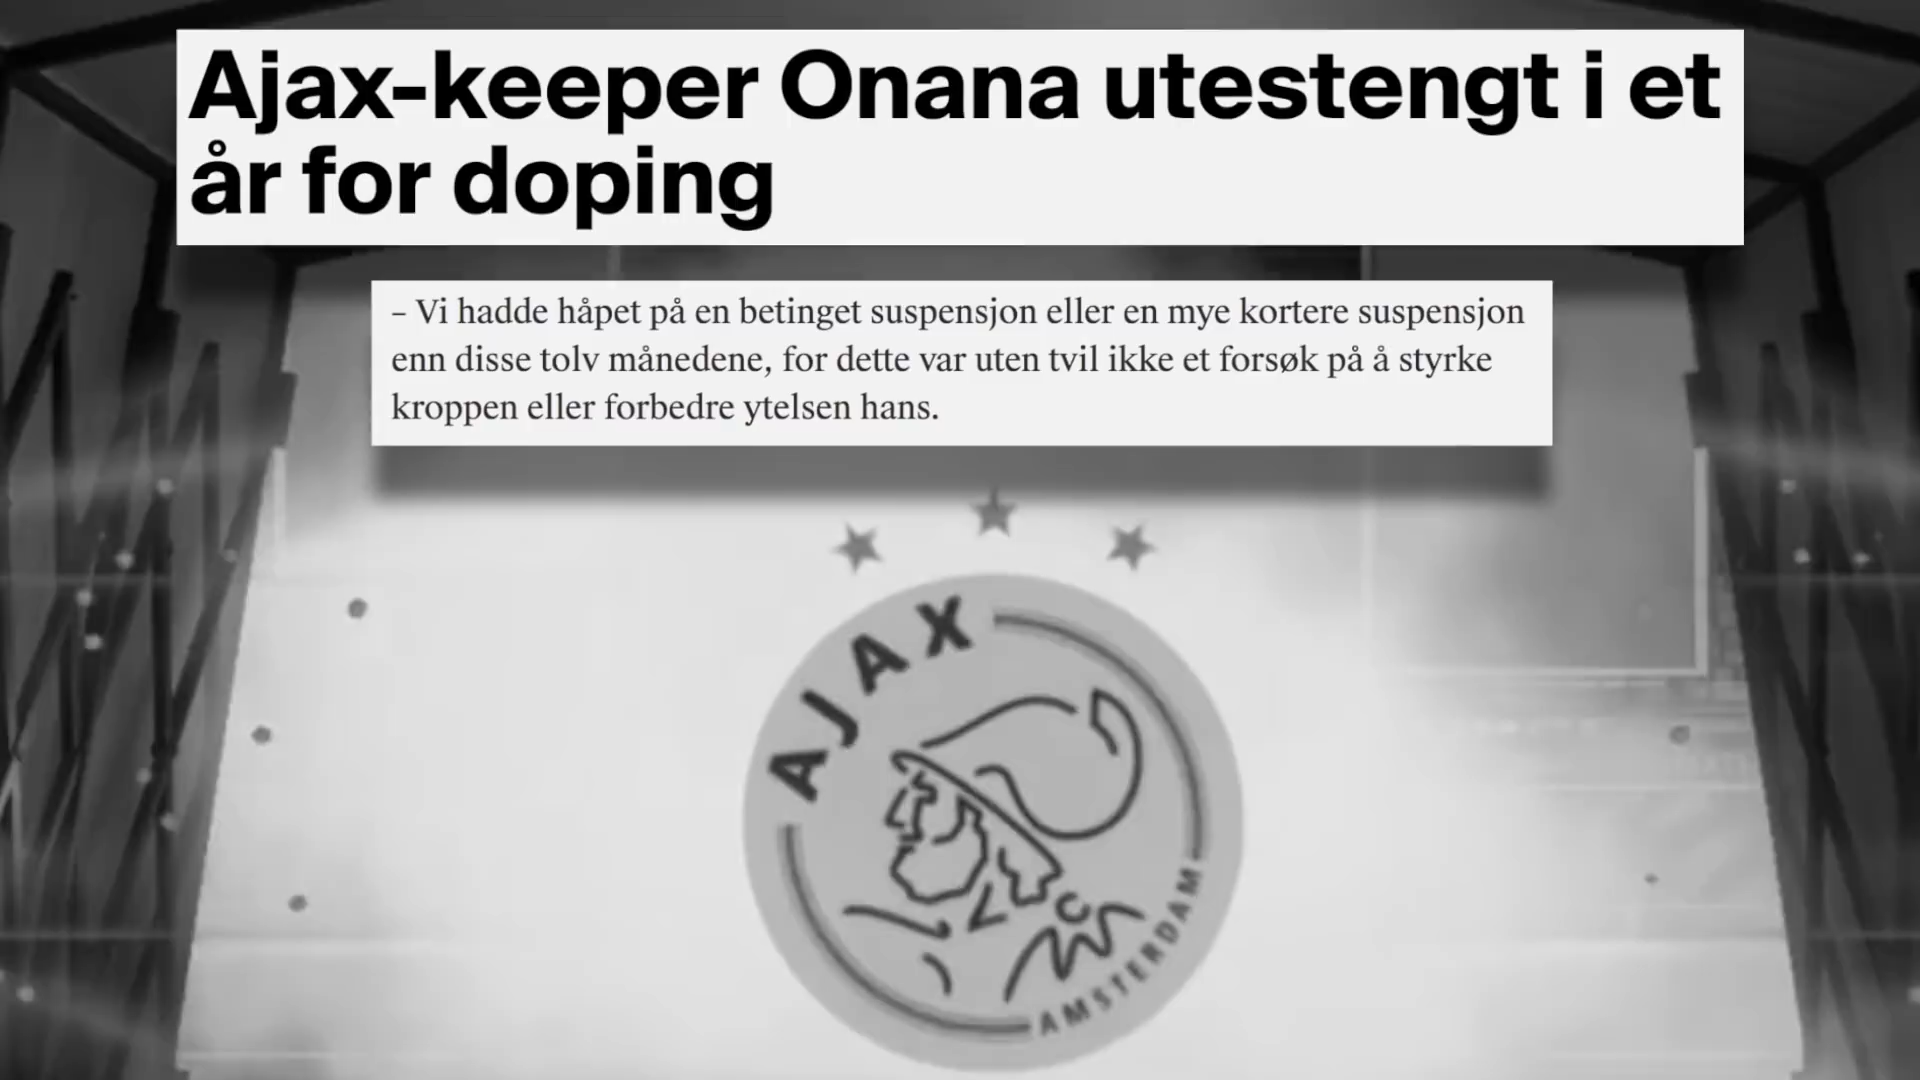 Ajax-keeper Onana utestengt i et
år for doping
– Vi hadde håpet på en betinget suspensjon eller en mye kortere suspensjon
enn disse tolv månedene, for dette var uten tvil ikke et forsøk på å styrke
kroppen eller forbedre ytelsen hans.
AJAX
AMSTERDAM